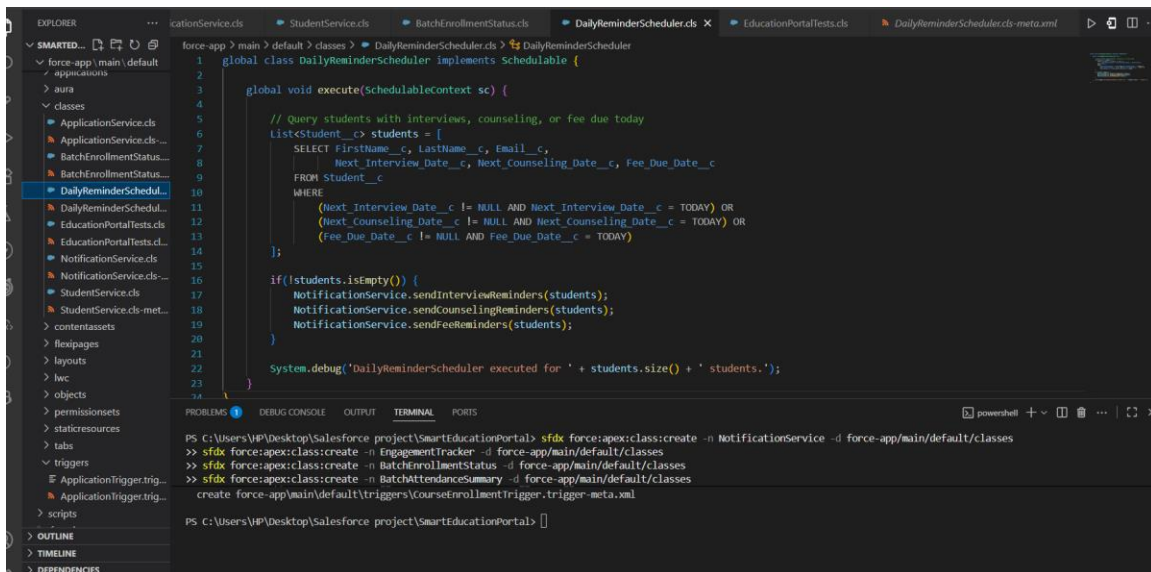 EXPLORER ...
cationService.cls StudentService.cls BatchEnrollmentStatus.cls DailyReminderScheduler.cls X EducationPortalTests.cls DailyReminderScheduler.cls-meta.xml
SMARTED...
force-app \ main \ default
applications
aura
classes
ApplicationService.cls
ApplicationService.cls-...
BatchEnrollmentStatus....
BatchEnrollmentStatus....
DailyReminderSchedul...
DailyReminderSchedul...
EducationPortalTests.cls
EducationPortalTests.cl...
NotificationService.cls
NotificationService.cls-...
StudentService.cls
StudentService.cls-met...
contentassets
flexipages
layouts
lwc
objects
permissionsets
staticresources
tabs
triggers
ApplicationTrigger.trig...
ApplicationTrigger.trig...
scripts
OUTLINE
TIMELINE
DEPENDENCIES
force-app > main > default > classes > DailyReminderScheduler.cls > DailyReminderScheduler
1 global class DailyReminderScheduler implements Schedulable {
2
3 global void execute(SchedulableContext sc) {
4
5 // Query students with interviews, counseling, or fee due today
6 List<Student__c> students = [
7 SELECT FirstName__c, LastName__c, Email__c,
8 Next_Interview_Date__c, Next_Counseling_Date__c, Fee_Due_Date__c
9 FROM Student__c
10 WHERE
11 (Next_Interview_Date__c != NULL AND Next_Interview_Date__c = TODAY) OR
12 (Next_Counseling_Date__c != NULL AND Next_Counseling_Date__c = TODAY) OR
13 (Fee_Due_Date__c != NULL AND Fee_Due_Date__c = TODAY)
14 ];
15
16 if(!students.isEmpty()) {
17 NotificationService.sendInterviewReminders(students);
18 NotificationService.sendCounselingReminders(students);
19 NotificationService.sendFeeReminders(students);
20 }
21
22 System.debug('DailyReminderScheduler executed for ' + students.size() + ' students.');
23 }
24 }
PROBLEMS 1 DEBUG CONSOLE OUTPUT TERMINAL PORTS powershell
PS C:\Users\HP\Desktop\Salesforce project\SmartEducationPortal> sfdx force:apex:class:create -n NotificationService -d force-app/main/default/classes
>> sfdx force:apex:class:create -n EngagementTracker -d force-app/main/default/classes
>> sfdx force:apex:class:create -n BatchEnrollmentStatus -d force-app/main/default/classes
>> sfdx force:apex:class:create -n BatchAttendanceSummary -d force-app/main/default/classes
create force-app\main\default\triggers\CourseEnrollmentTrigger.trigger-meta.xml
PS C:\Users\HP\Desktop\Salesforce project\SmartEducationPortal>